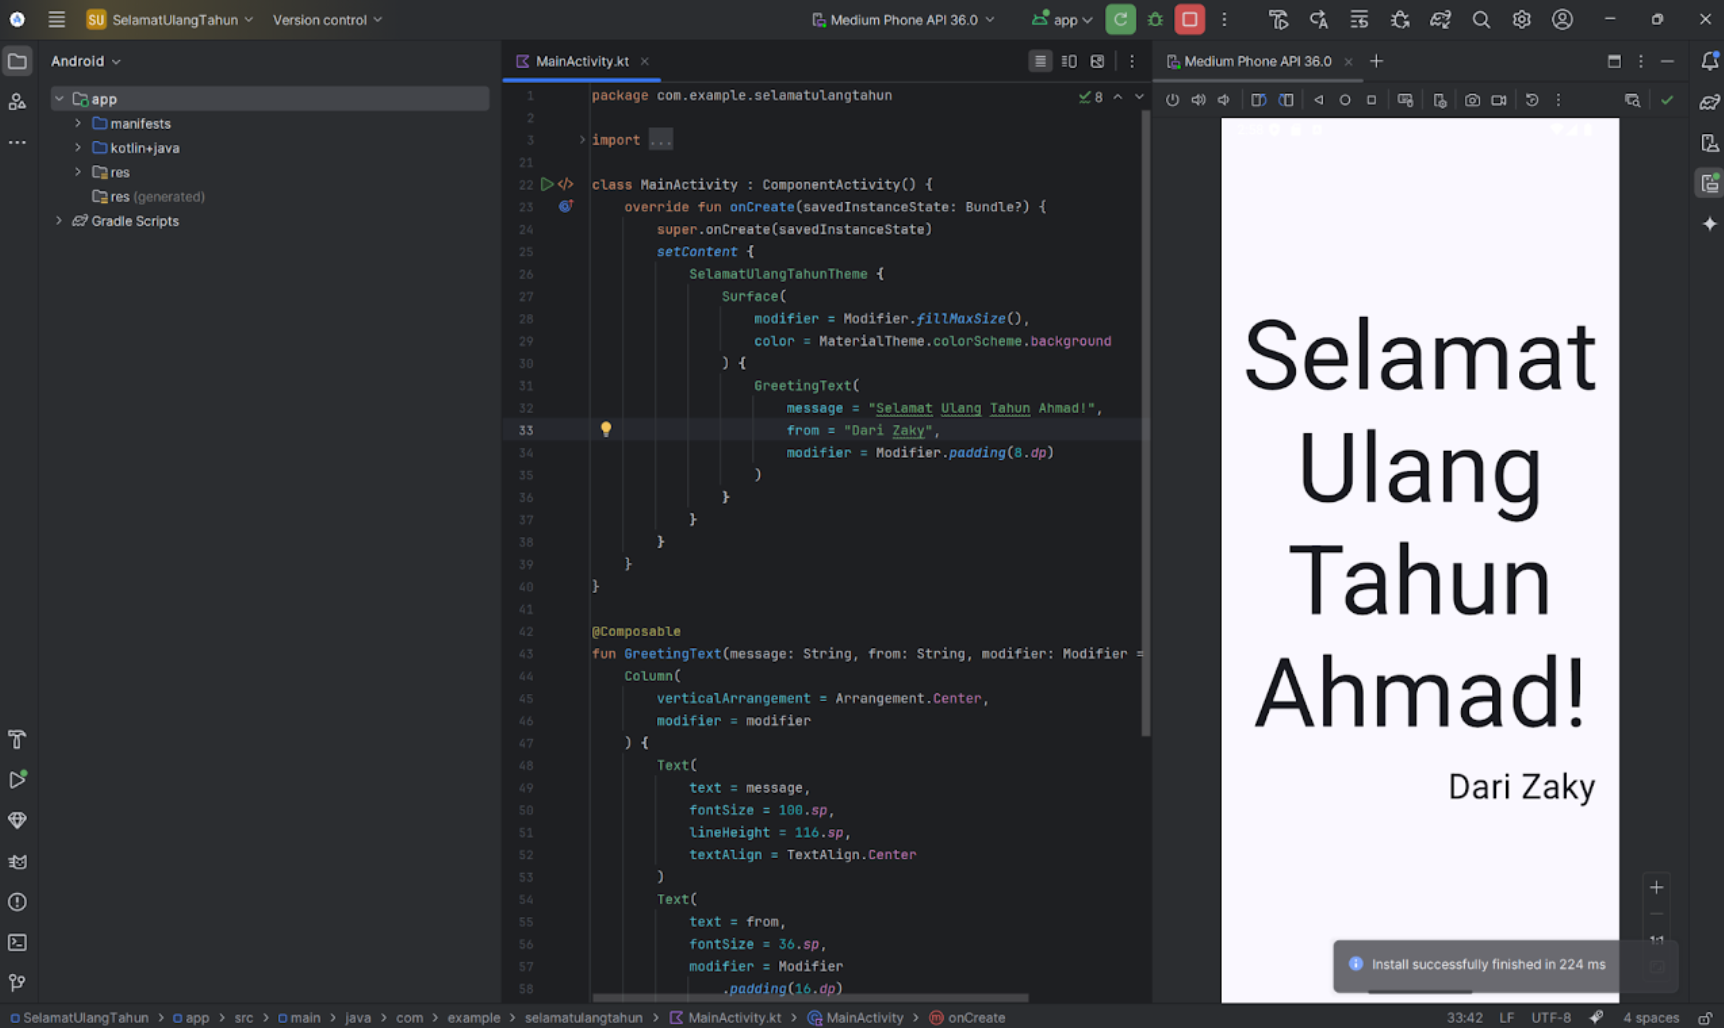 SU SelamatUlangTahun
Version control
Medium Phone API 36.0
app
Android
MainActivity.kt
Medium Phone API 36.0
app
manifests
kotlin+java
res
res (generated)
Gradle Scripts
8
1 package com.example.selamatulangtahun
2
3 import ...
21
22 class MainActivity : ComponentActivity() {
23 override fun onCreate(savedInstanceState: Bundle?) {
24 super.onCreate(savedInstanceState)
25 setContent {
26 SelamatUlangTahunTheme {
27 Surface(
28 modifier = Modifier.fillMaxSize(),
29 color = MaterialTheme.colorScheme.background
30 ) {
31 GreetingText(
32 message = "Selamat Ulang Tahun Ahmad!",
33 from = "Dari Zaky",
34 modifier = Modifier.padding(8.dp)
35 )
36 }
37 }
38 }
39 }
40 }
41
42 @Composable
43 fun GreetingText(message: String, from: String, modifier: Modifier =
44 Column(
45 verticalArrangement = Arrangement.Center,
46 modifier = modifier
47 ) {
48 Text(
49 text = message,
50 fontSize = 100.sp,
51 lineHeight = 116.sp,
52 textAlign = TextAlign.Center
53 )
54 Text(
55 text = from,
56 fontSize = 36.sp,
57 modifier = Modifier
58 .padding(16.dp)
Selamat
Ulang
Tahun
Ahmad!
Dari Zaky
1:1
Install successfully finished in 224 ms
SelamatUlangTahun > app > src > main > java > com > example > selamatulangtahun > MainActivity.kt > MainActivity > onCreate
33:42 LF UTF-8 4 spaces